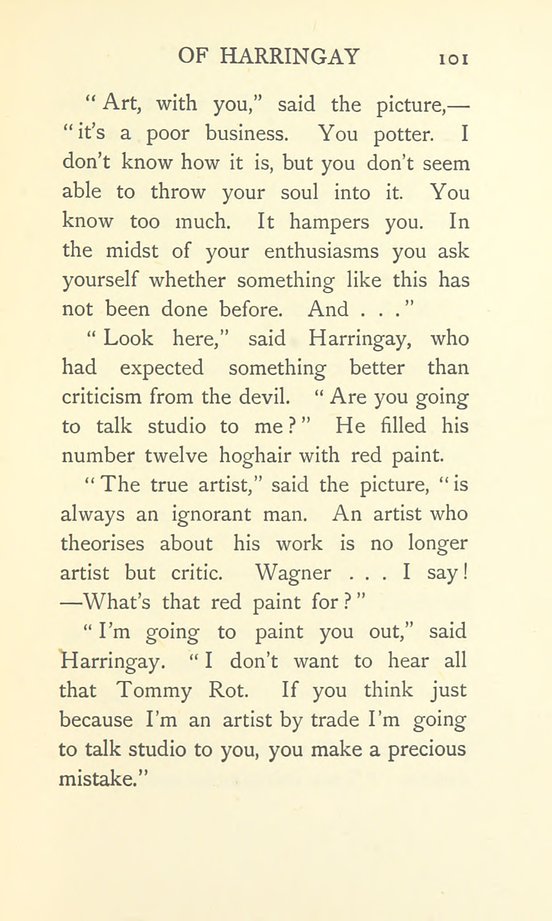 OF HARRINGAY 101
“ Art, with you,” said the picture,—
“ it’s a poor business. You potter. I
don’t know how it is, but you don’t seem
able to throw your soul into it. You
know too much. It hampers you. In
the midst of your enthusiasms you ask
yourself whether something like this has
not been done before. And . . .”
“ Look here,” said Harringay, who
had expected something better than
criticism from the devil. “ Are you going
to talk studio to me ? ” He filled his
number twelve hoghair with red paint.
“ The true artist,” said the picture, “ is
always an ignorant man. An artist who
theorises about his work is no longer
artist but critic. Wagner . . . I say !
—What’s that red paint for ? ”
“ I’m going to paint you out,” said
Harringay. “ I don’t want to hear all
that Tommy Rot. If you think just
because I’m an artist by trade I’m going
to talk studio to you, you make a precious
mistake.”